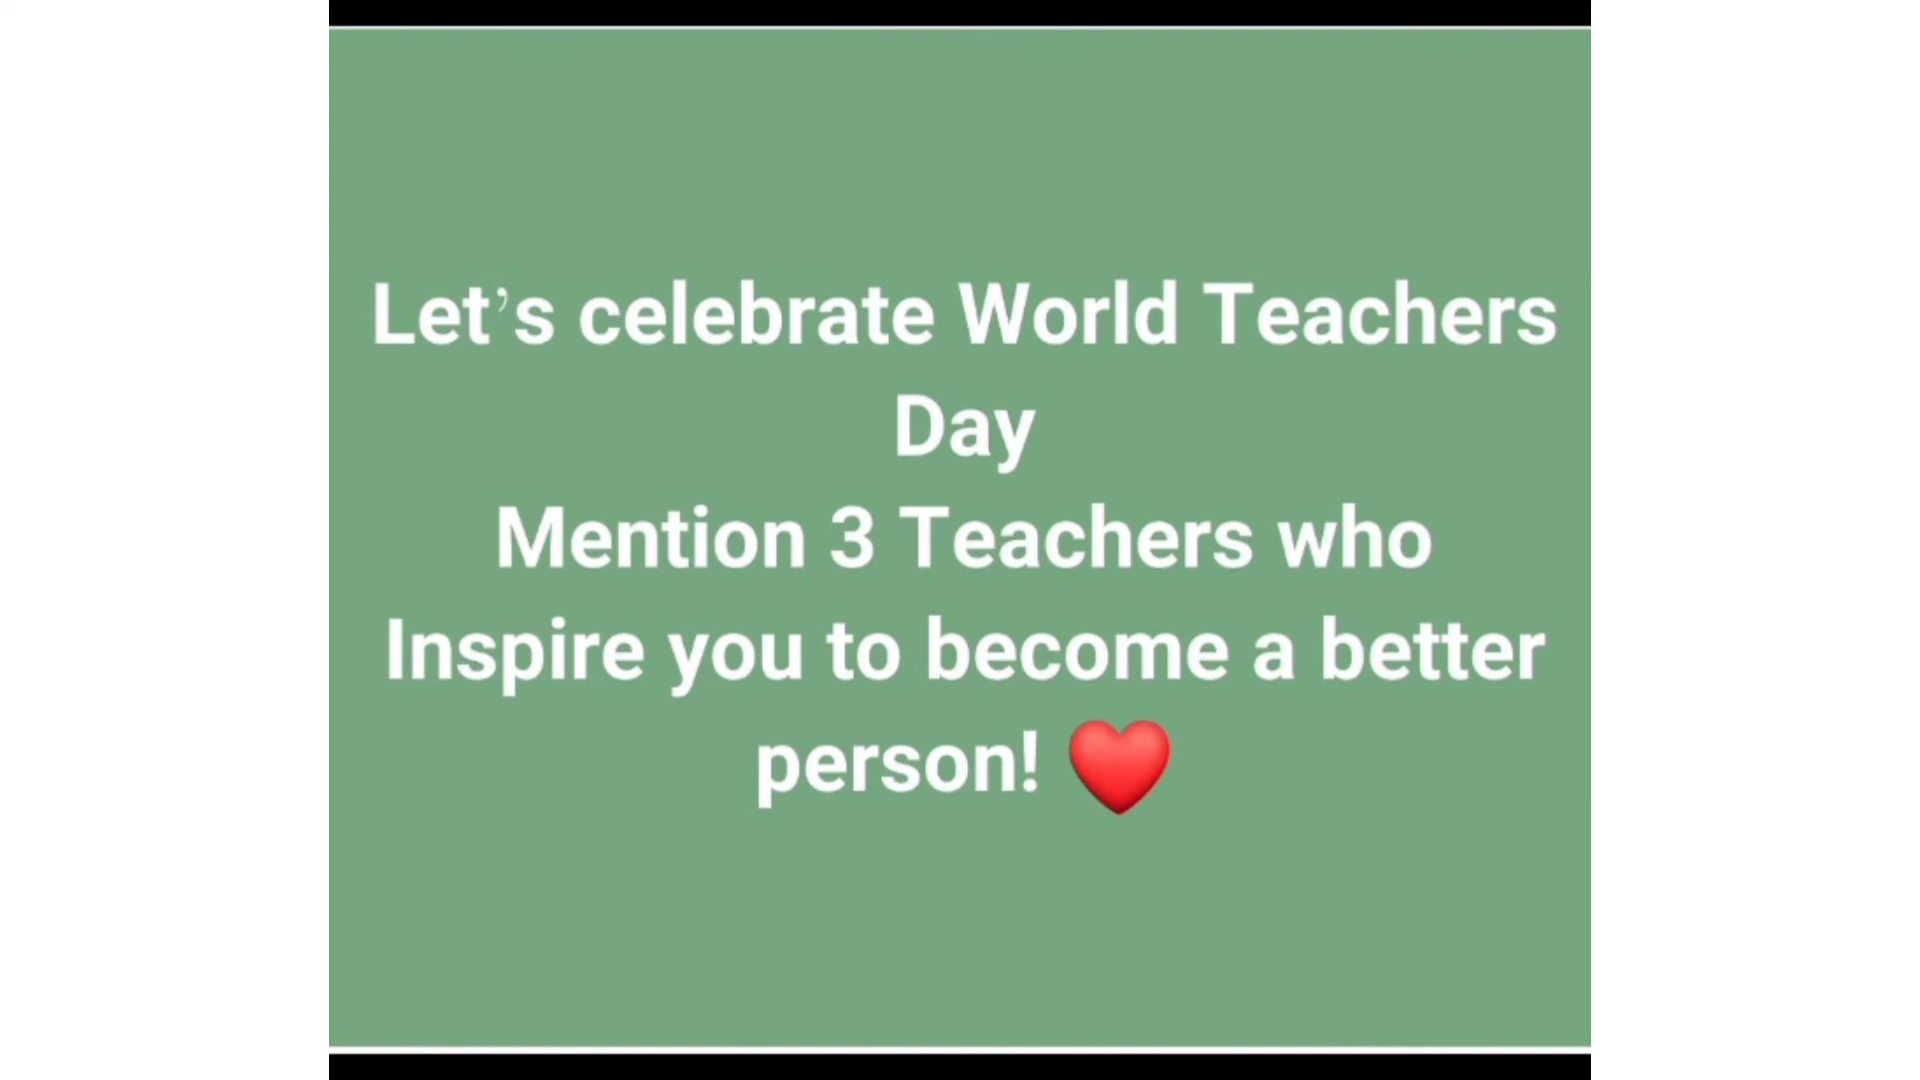 Let’s celebrate World Teachers
Day
Mention 3 Teachers who
Inspire you to become a better
person! ❤️